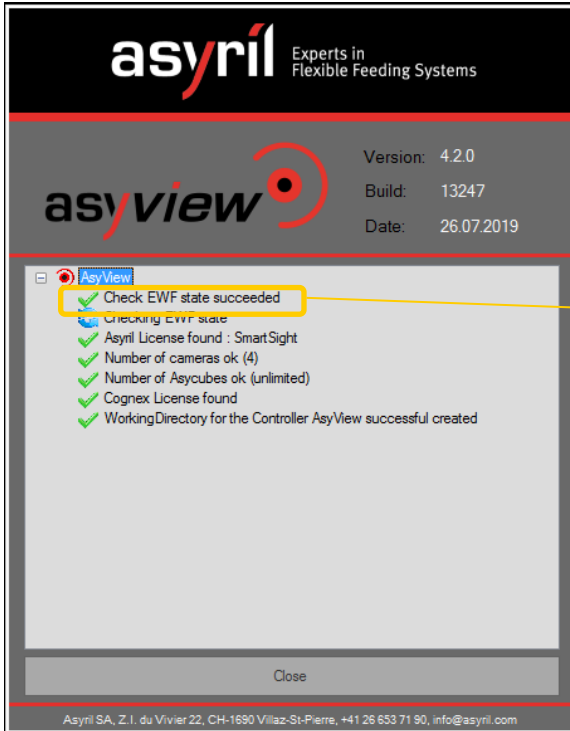 asyril Experts in
Flexible Feeding Systems
asyview
Version: 4.2.0
Build: 13247
Date: 26.07.2019
AsyView
Check EWF state succeeded
Checking EWF state
Asyril License found : SmartSight
Number of cameras ok (4)
Number of Asycubes ok (unlimited)
Cognex License found
WorkingDirectory for the Controller AsyView successful created
Close
Asyril SA, Z.I. du Vivier 22, CH-1690 Villaz-St-Pierre, +41 26 653 71 90, info@asyril.com